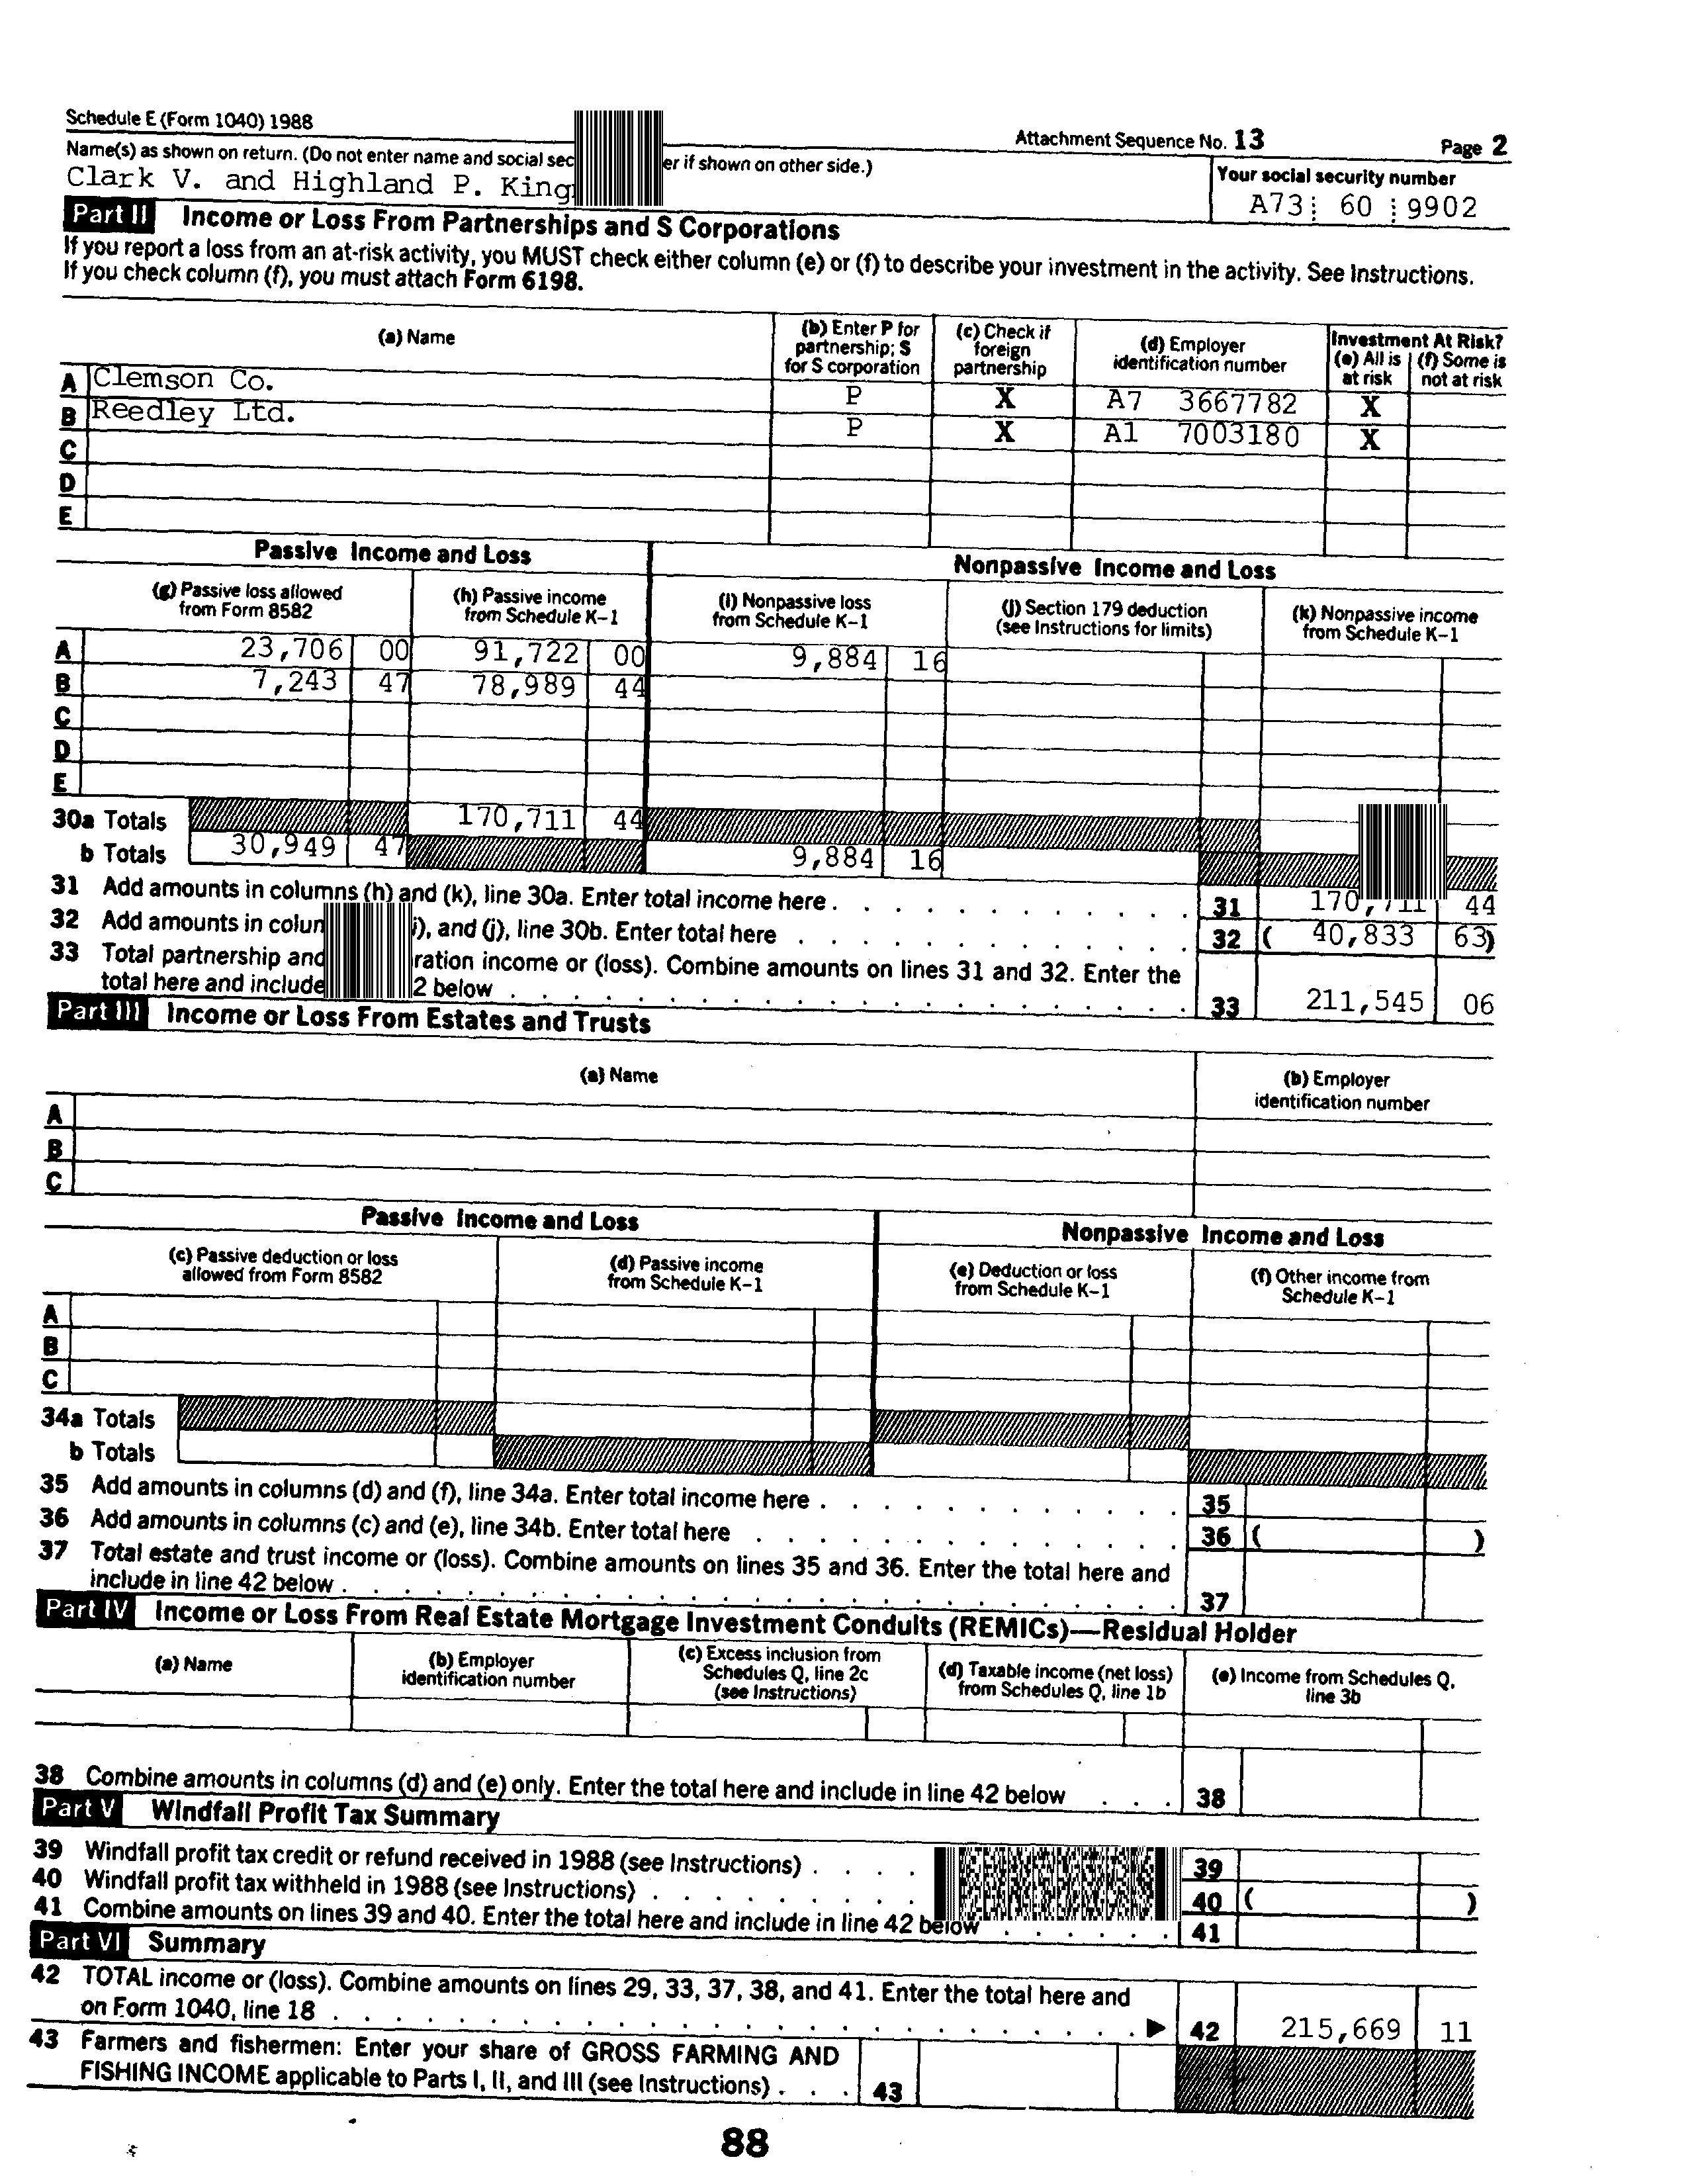 Schedule E (Form 1040) 1988
Attachment Sequence No. 13 Page 2
Name(s) as shown on return. (Do not enter name and social sec er if shown on other side.)
Your social security number
Clark V. and Highland P. King
A73 60 9902
Part II Income or Loss From Partnerships and S Corporations
If you report a loss from an at-risk activity, you MUST check either column (e) or (f) to describe your investment in the activity. See Instructions.
If you check column (f), you must attach Form 6198.
(a) Name
(b) Enter P for partnership; S for S corporation
(c) Check if foreign partnership
(d) Employer identification number
Investment At Risk?
(e) All is at risk
(f) Some is not at risk
A Clemson Co. P X A7 3667782 X
B Reedley Ltd. P X A1 7003180 X
C
D
E
Passive Income and Loss
Nonpassive Income and Loss
(g) Passive loss allowed from Form 8582
(h) Passive income from Schedule K-1
(i) Nonpassive loss from Schedule K-1
(j) Section 179 deduction (see Instructions for limits)
(k) Nonpassive income from Schedule K-1
A 23,706 00 91,722 00 9,884 16
B 7,243 47 78,989 44
C
D
E
30a Totals 170,711 44
b Totals 30,949 47 9,884 16
31 Add amounts in columns (h) and (k), line 30a. Enter total income here . 31 170,711 44
32 Add amounts in colun i), and (j), line 30b. Enter total here 32 ( 40,833 63)
33 Total partnership and ration income or (loss). Combine amounts on lines 31 and 32. Enter the
total here and include 2 below 33 211,545 06
Part III Income or Loss From Estates and Trusts
(a) Name
(b) Employer identification number
A
B
C
Passive Income and Loss
Nonpassive Income and Loss
(c) Passive deduction or loss allowed from Form 8582
(d) Passive income from Schedule K-1
(e) Deduction or loss from Schedule K-1
(f) Other income from Schedule K-1
A
B
C
34a Totals
b Totals
35 Add amounts in columns (d) and (f), line 34a. Enter total income here . 35
36 Add amounts in columns (c) and (e), line 34b. Enter total here 36 ( )
37 Total estate and trust income or (loss). Combine amounts on lines 35 and 36. Enter the total here and
include in line 42 below . 37
Part IV Income or Loss From Real Estate Mortgage Investment Conduits (REMICs)—Residual Holder
(a) Name
(b) Employer identification number
(c) Excess inclusion from Schedules Q, line 2c (see Instructions)
(d) Taxable income (net loss) from Schedules Q, line 1b
(e) Income from Schedules Q, line 3b
38 Combine amounts in columns (d) and (e) only. Enter the total here and include in line 42 below . . . 38
Part V Windfall Profit Tax Summary
39 Windfall profit tax credit or refund received in 1988 (see Instructions) . . . . 39
40 Windfall profit tax withheld in 1988 (see Instructions) . 40 ( )
41 Combine amounts on lines 39 and 40. Enter the total here and include in line 42 below 41
Part VI Summary
42 TOTAL income or (loss). Combine amounts on lines 29, 33, 37, 38, and 41. Enter the total here and
on Form 1040, line 18 ▶ 42 215,669 11
43 Farmers and fishermen: Enter your share of GROSS FARMING AND
FISHING INCOME applicable to Parts I, II, and III (see Instructions) . . . 43
88